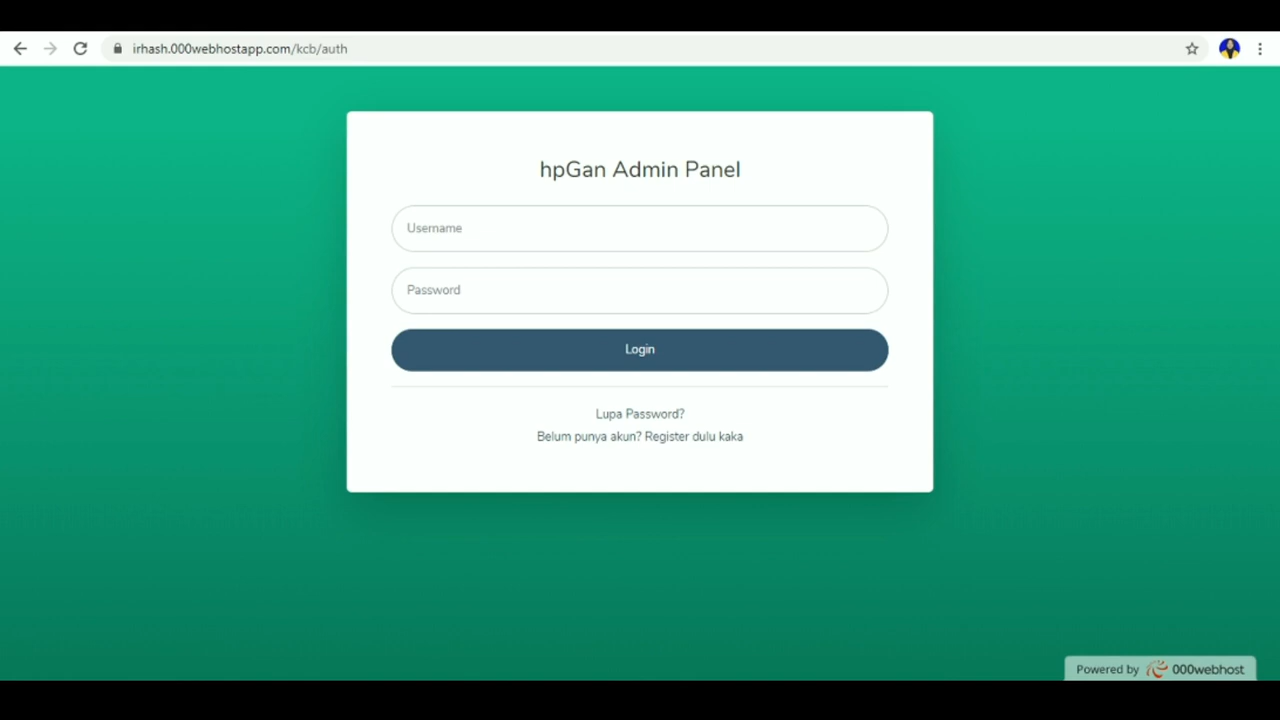 irhash.000webhostapp.com/kcb/auth
hpGan Admin Panel
Username
Password
Login
Lupa Password?
Belum punya akun? Register dulu kaka
Powered by 000webhost